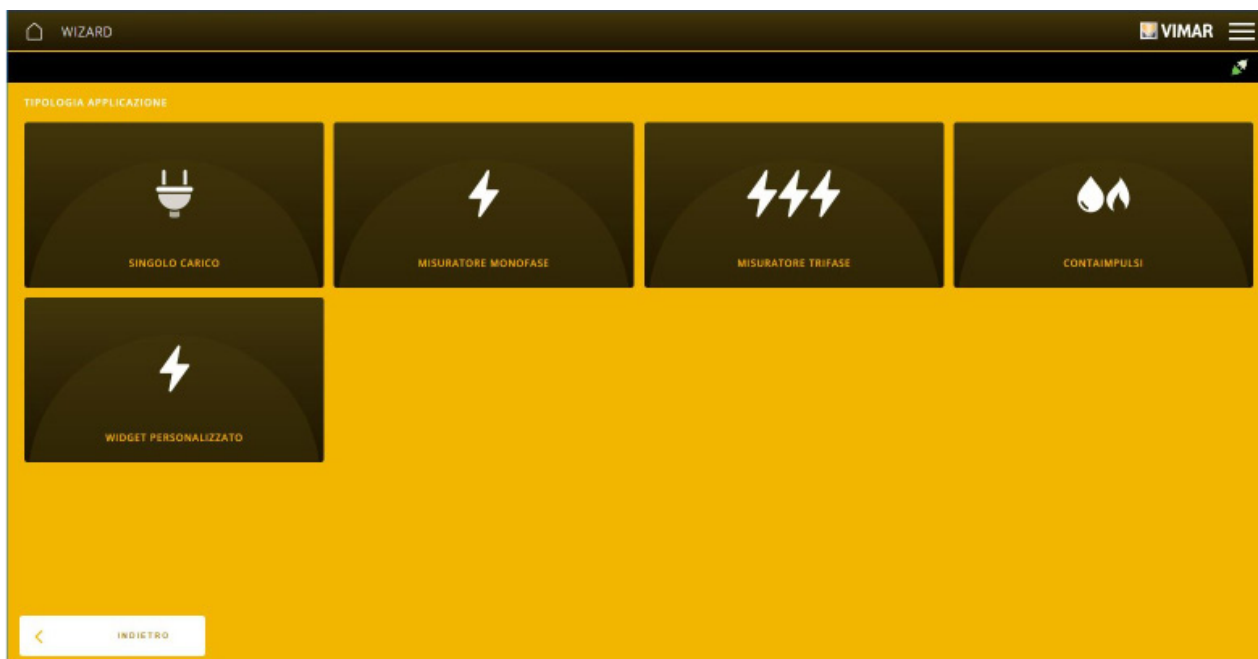 WIZARD
VIMAR
TIPOLOGIA APPLICAZIONE
SINGOLO CARICO
MISURATORE MONOFASE
MISURATORE TRIFASE
CONTAIMPULSI
WIDGET PERSONALIZZATO
INDIETRO